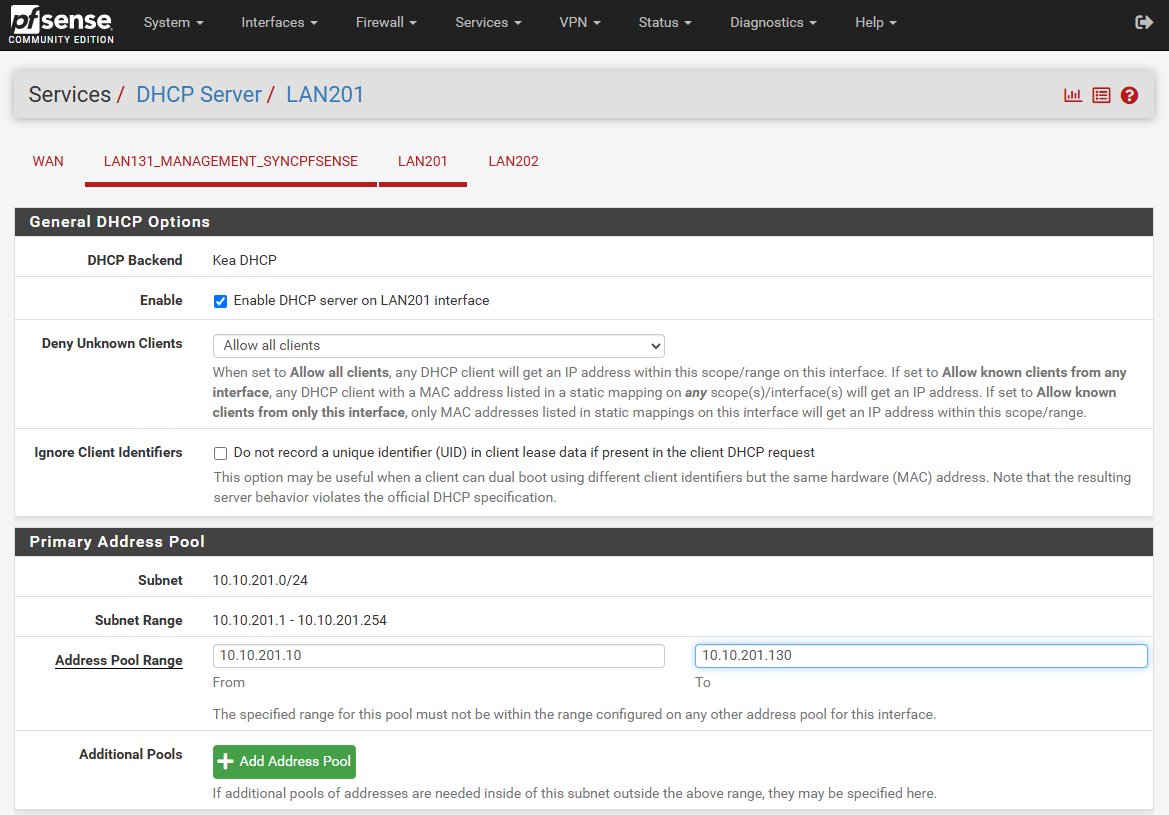 pfsense
COMMUNITY EDITION
System Interfaces Firewall Services VPN Status Diagnostics Help
Services / DHCP Server / LAN201
WAN LAN131_MANAGEMENT_SYNCPFSENSE LAN201 LAN202
General DHCP Options
DHCP Backend Kea DHCP
Enable Enable DHCP server on LAN201 interface
Deny Unknown Clients Allow all clients
When set to Allow all clients, any DHCP client will get an IP address within this scope/range on this interface. If set to Allow known clients from any
interface, any DHCP client with a MAC address listed in a static mapping on any scope(s)/interface(s) will get an IP address. If set to Allow known
clients from only this interface, only MAC addresses listed in static mappings on this interface will get an IP address within this scope/range.
Ignore Client Identifiers Do not record a unique identifier (UID) in client lease data if present in the client DHCP request
This option may be useful when a client can dual boot using different client identifiers but the same hardware (MAC) address. Note that the resulting
server behavior violates the official DHCP specification.
Primary Address Pool
Subnet 10.10.201.0/24
Subnet Range 10.10.201.1 - 10.10.201.254
Address Pool Range 10.10.201.10 10.10.201.130
From To
The specified range for this pool must not be within the range configured on any other address pool for this interface.
Additional Pools Add Address Pool
If additional pools of addresses are needed inside of this subnet outside the above range, they may be specified here.